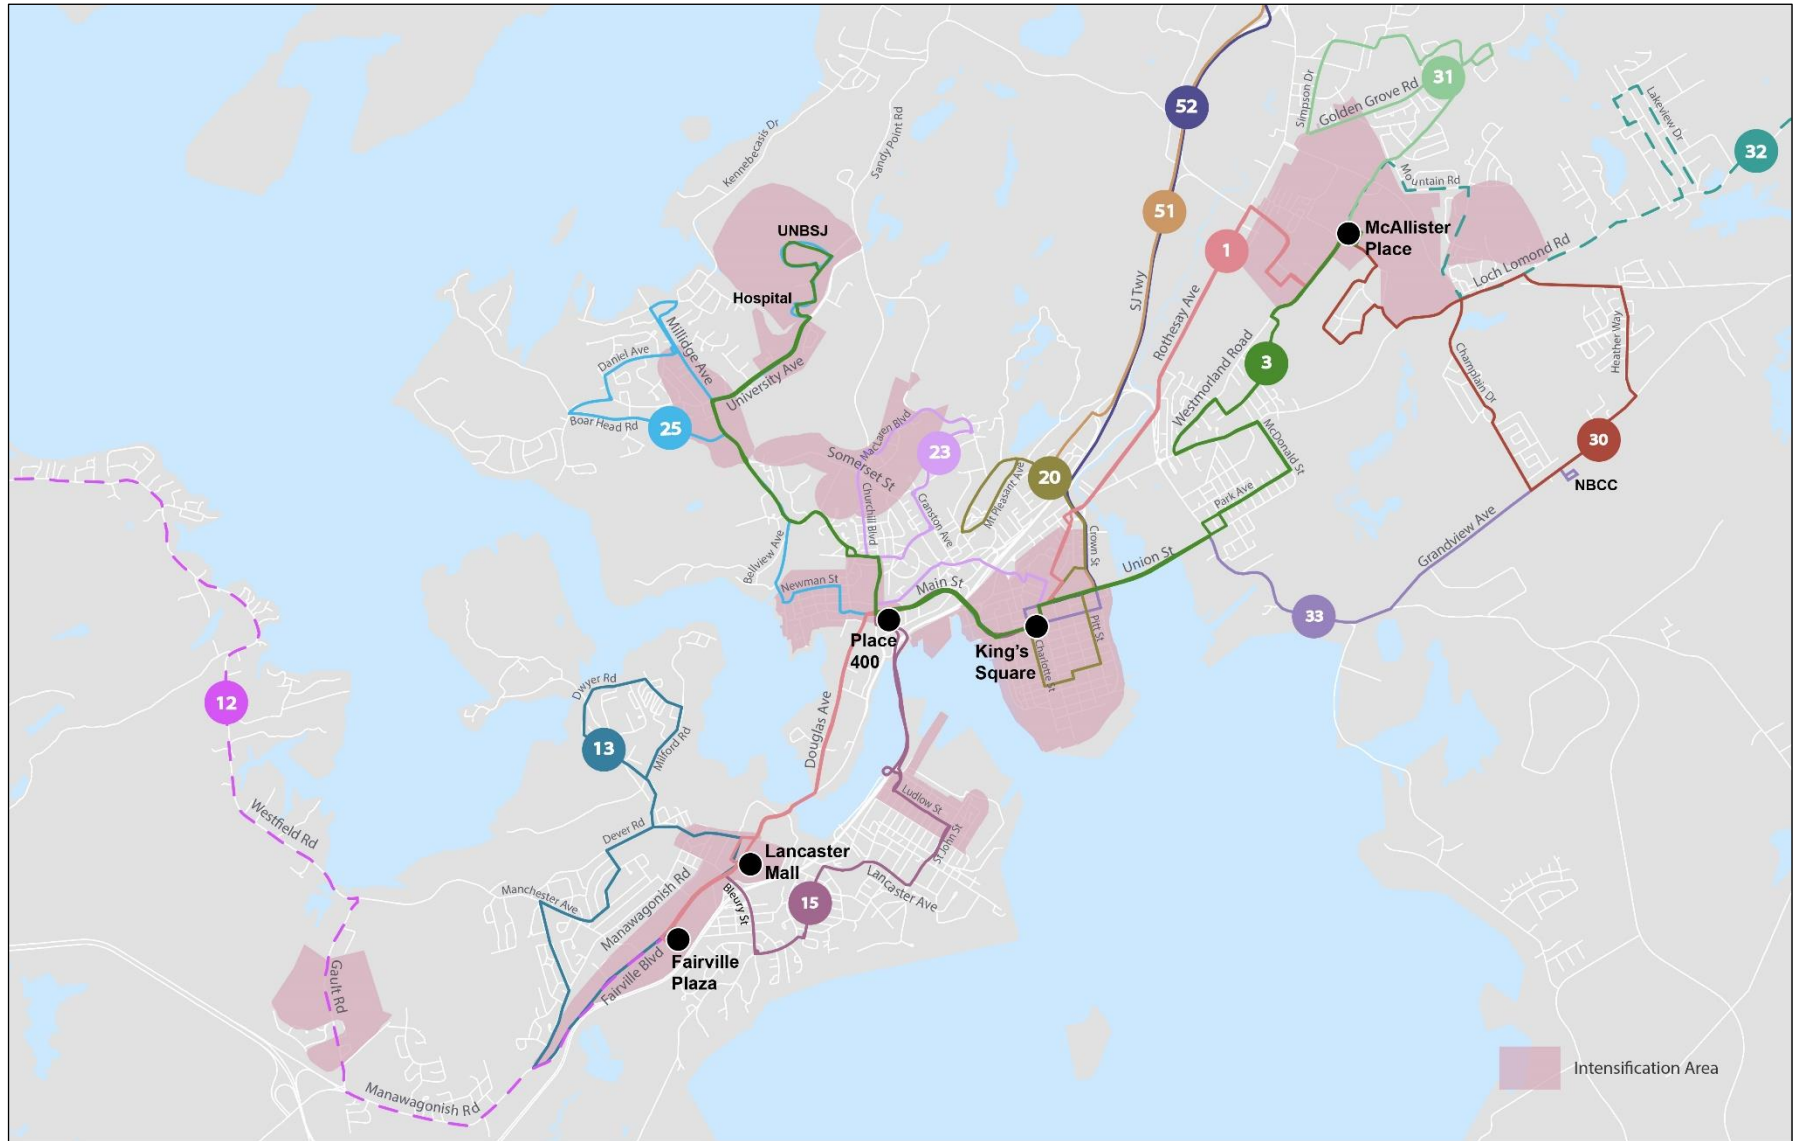 52
31
Simpson Dr
Golden Grove Rd
Lakeview Dr
32
Kennebecasis Dr
Sandy Point Rd
Mountain Rd
51
1
McAllister
Place
UNBSJ
Loch Lomond Rd
Hospital
SJ Twy
Rothesay Ave
Millidge Ave
Daniel Ave
University Ave
Westmorland Road
3
Heather Way
Champlain Dr
Boar Head Rd
25
MacLaren Blvd
23
Somerset St
McDonald St
30
20
Mt Pleasant Ave
NBCC
Churchill Blvd
Cranston Ave
Park Ave
Crown St
Bellview Ave
Union St
Grandview Ave
Newman St
Main St
33
Place
400
King's
Square
Pitt St
Charlotte St
Dwyer Rd
12
13
Milford Rd
Douglas Ave
Westfield Rd
Ludlow St
Dever Rd
St John St
Lancaster
Mall
Manawagonish Rd
Bleury St
Lancaster Ave
15
Manchester Ave
Fairville Blvd
Fairville
Plaza
Gault Rd
Manawagonish Rd
Intensification Area